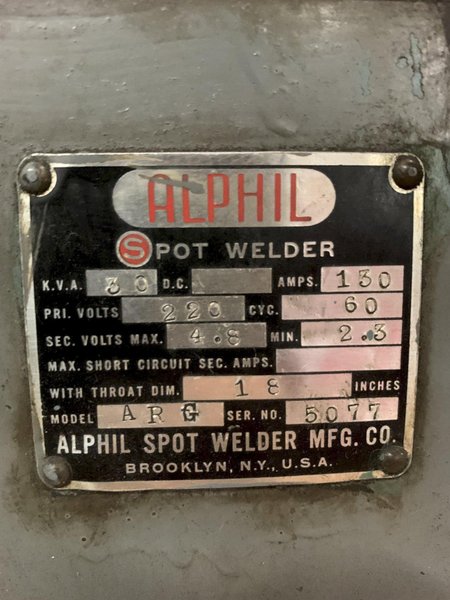 ALPHIL
SPOT WELDER
K.V.A. 30 D.C. AMPS. 130
PRI. VOLTS 220 CYC. 60
SEC. VOLTS MAX. 4.8 MIN. 2.3
MAX. SHORT CIRCUIT SEC. AMPS.
WITH THROAT DIM. 18 INCHES
MODEL ARG SER. NO. 5077
ALPHIL SPOT WELDER MFG. CO.
BROOKLYN, N.Y., U.S.A.